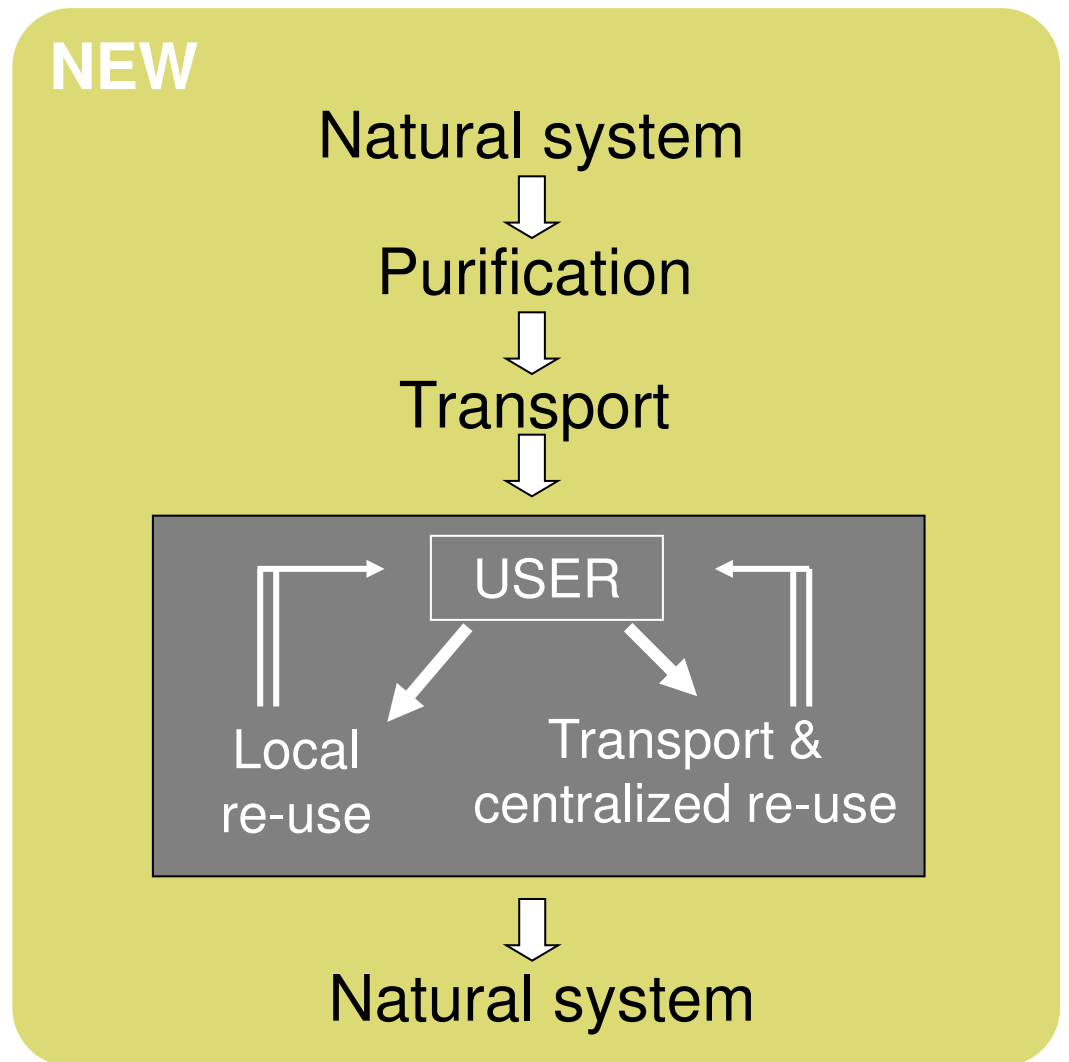 NEW
Natural system
Purification
Transport
USER
Local
re-use
Transport &
centralized re-use
Natural system